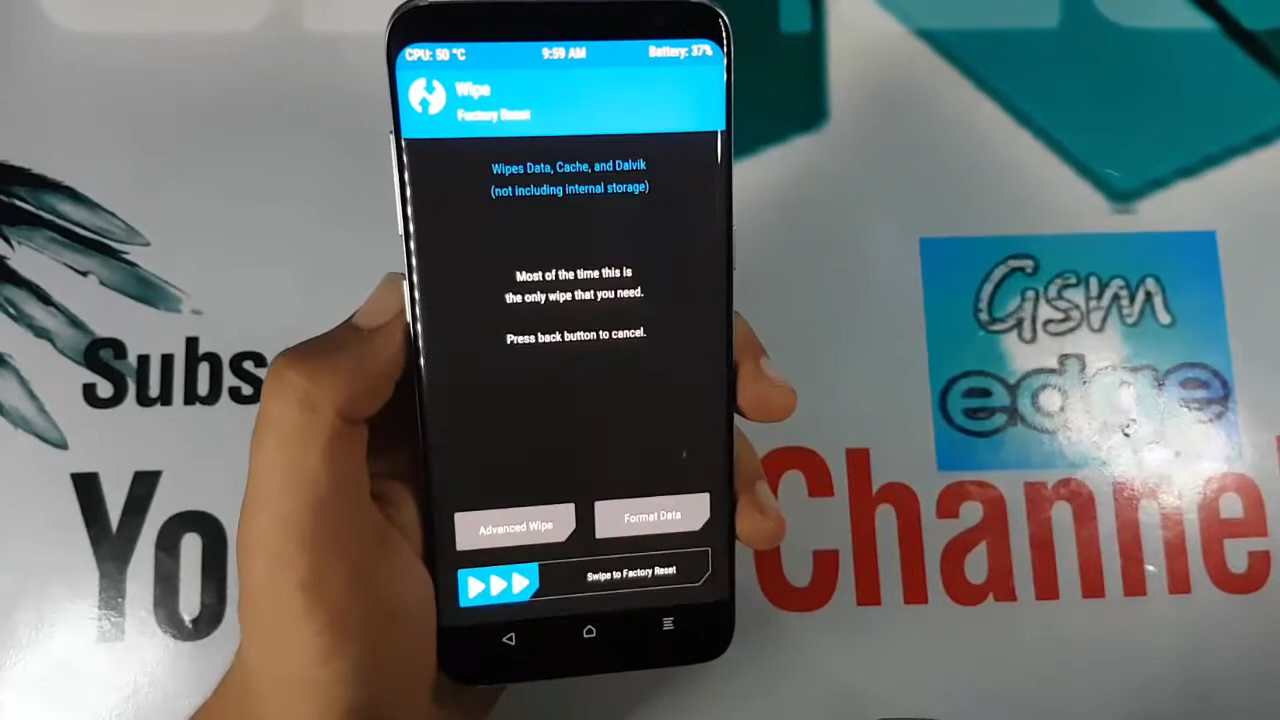 CPU: 50 °C 9:59 AM Battery: 37%
Wipe
Factory Reset
Wipes Data, Cache, and Dalvik
(not including internal storage)
Most of the time this is
the only wipe that you need.
Press back button to cancel.
Advanced Wipe Format Data
Swipe to Factory Reset
Subs
Yo
Gsm
edge
Channe